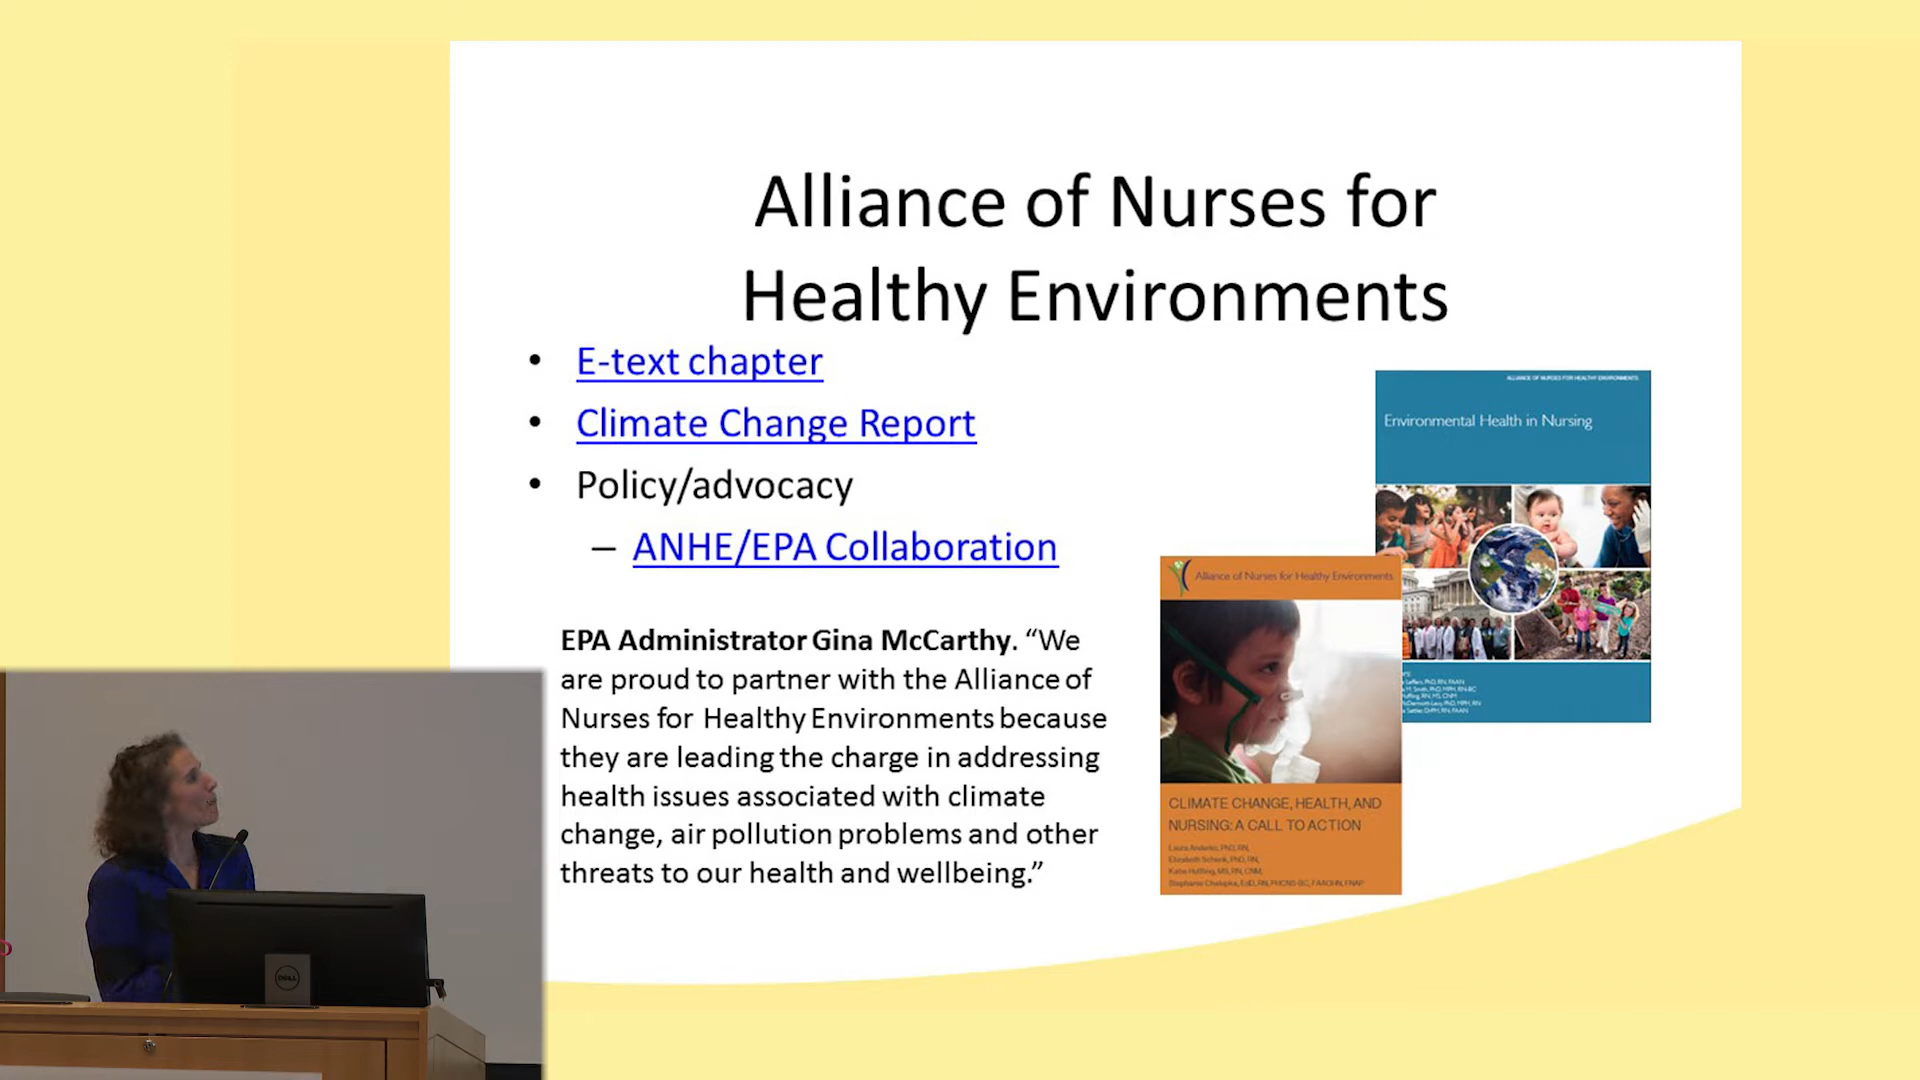 Alliance of Nurses for
Healthy Environments
• E-text chapter
• Climate Change Report
• Policy/advocacy
– ANHE/EPA Collaboration
EPA Administrator Gina McCarthy. “We
are proud to partner with the Alliance of
Nurses for Healthy Environments because
they are leading the charge in addressing
health issues associated with climate
change, air pollution problems and other
threats to our health and wellbeing.”
ALLIANCE OF NURSES FOR HEALTHY ENVIRONMENTS
Environmental Health in Nursing
Alliance of Nurses for Healthy Environments
CLIMATE CHANGE, HEALTH, AND
NURSING: A CALL TO ACTION
Laura Anderko, PhD, RN,
Elizabeth Schenk, PhD, RN,
Katie Huffling, MS, RN, CNM,
Stephanie Chalupka, EdD, RN, PHCNS-BC, FAAOHN, FNAP
DELL